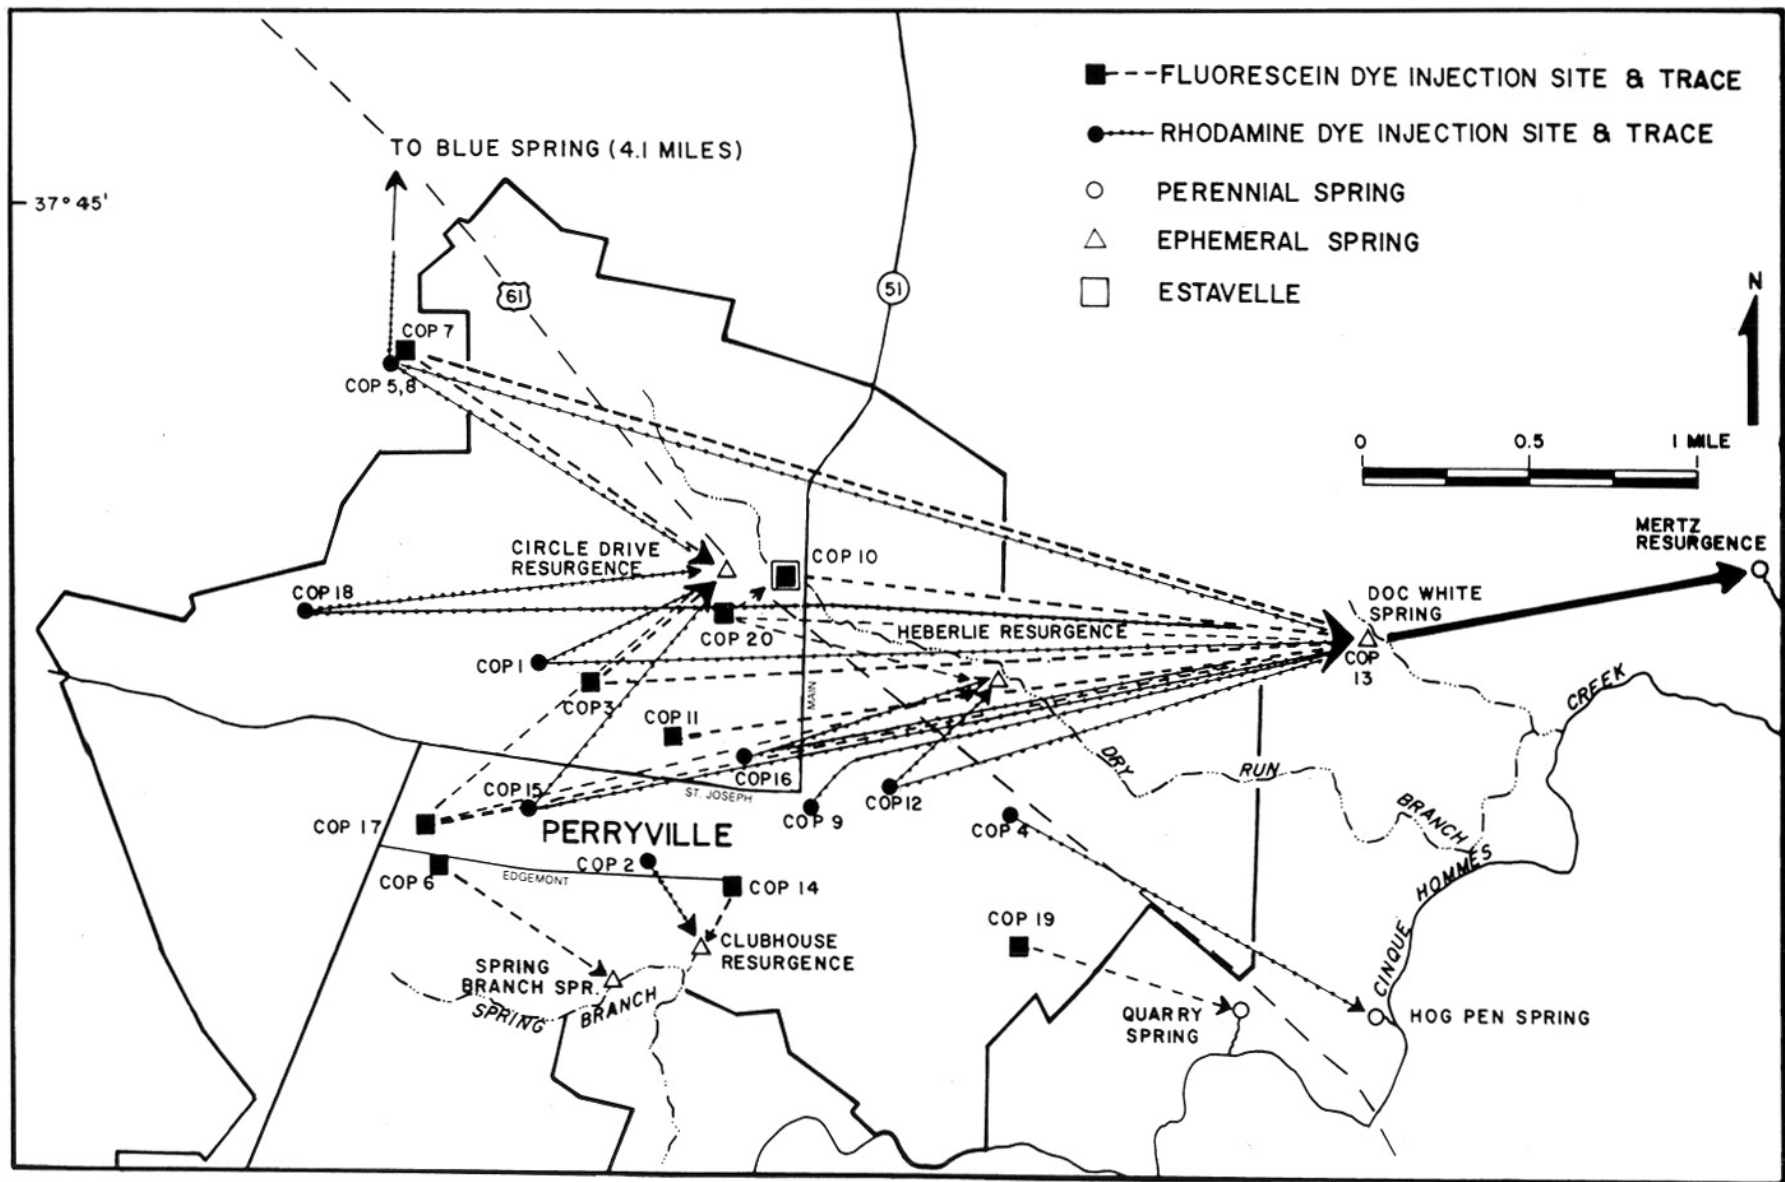 FLUORESCEIN DYE INJECTION SITE & TRACE
RHODAMINE DYE INJECTION SITE & TRACE
PERENNIAL SPRING
EPHEMERAL SPRING
ESTAVELLE
TO BLUE SPRING (4.1 MILES)
37° 45'
61
51
N
0 0.5 1 MILE
COP 7
COP 5,8
MERTZ
RESURGENCE
CIRCLE DRIVE
RESURGENCE
COP 10
COP 18
DOC WHITE
SPRING
COP 20
HEBERLIE RESURGENCE
COP
13
COP 1
COP 3
MAIN
COP 11
CREEK
COP 16
ST. JOSEPH
COP 15
COP 17
PERRYVILLE
COP 9
COP 12
COP 4
DRY
RUN
BRANCH
HOMMES
CINQUE
COP 6
EDGEMONT
COP 2
COP 14
COP 19
CLUBHOUSE
RESURGENCE
SPRING
BRANCH SPR.
SPRING
BRANCH
QUARRY
SPRING
HOG PEN SPRING